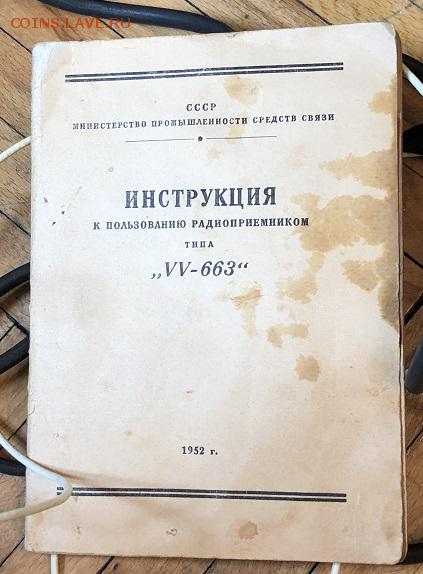 COINS.LAVE.RU
СССР
МИНИСТЕРСТВО ПРОМЫШЛЕННОСТИ СРЕДСТВ СВЯЗИ
ИНСТРУКЦИЯ
К ПОЛЬЗОВАНИЮ РАДИОПРИЕМНИКОМ
ТИПА
„VV-663“
1952 г.